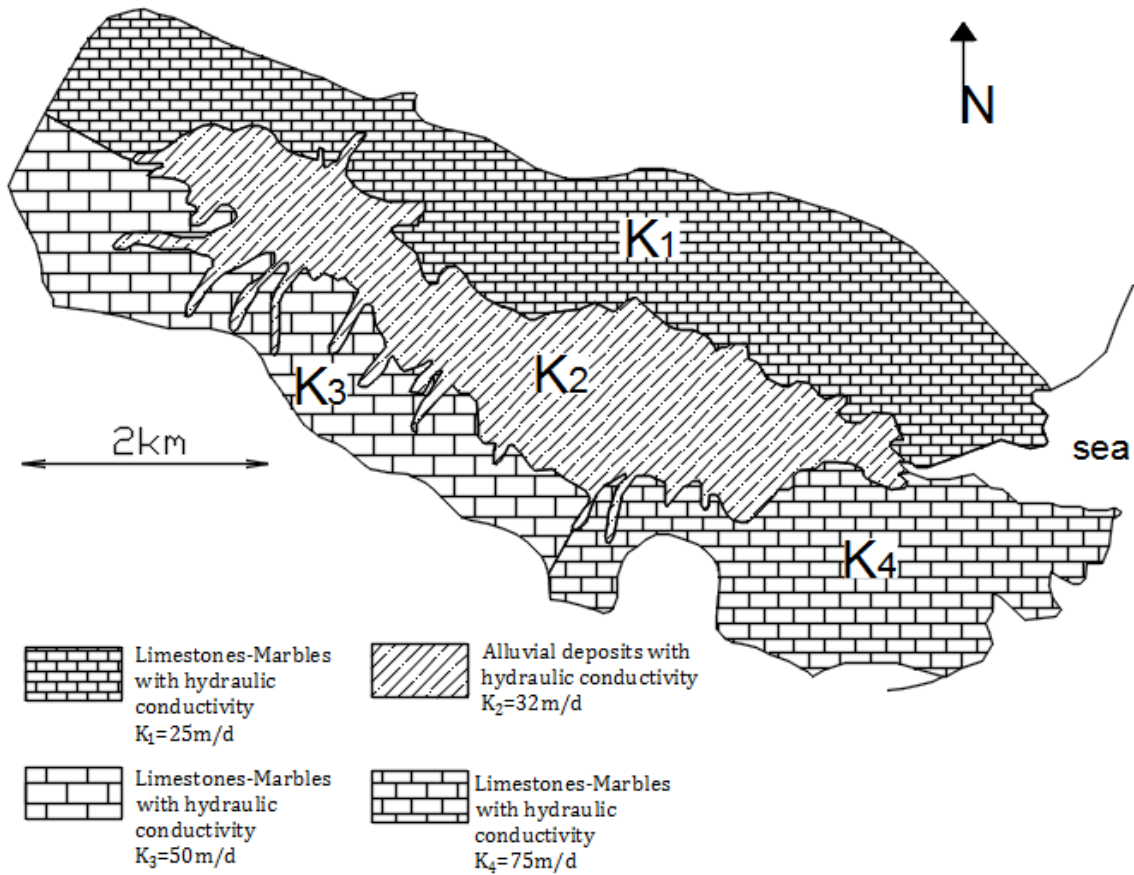 N
K1
K2
K3
2km
sea
K4
Limestones-Marbles
with hydraulic
conductivity
K₁=25m/d
Alluvial deposits with
hydraulic conductivity
K₂=32m/d
Limestones-Marbles
with hydraulic
conductivity
K₃=50m/d
Limestones-Marbles
with hydraulic
conductivity
K₄=75m/d